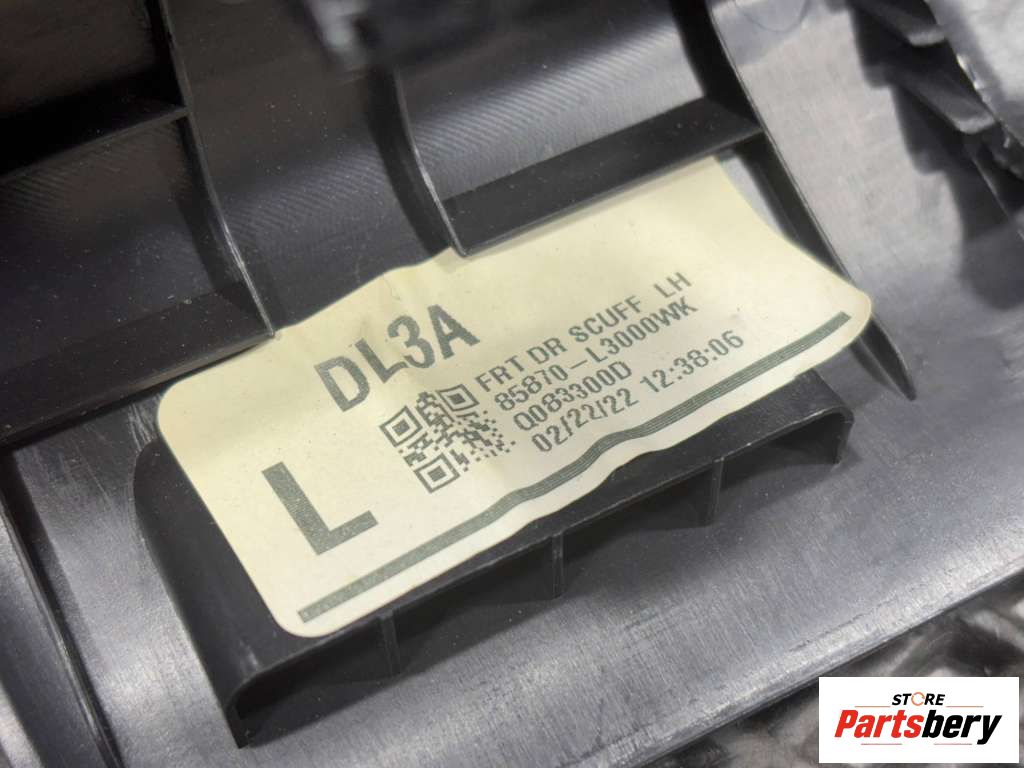 DL3A
FRT DR SCUFF LH
85870-L3000WK
Q083300D
02/22/22 12:38:06
L
STORE
Partsbery